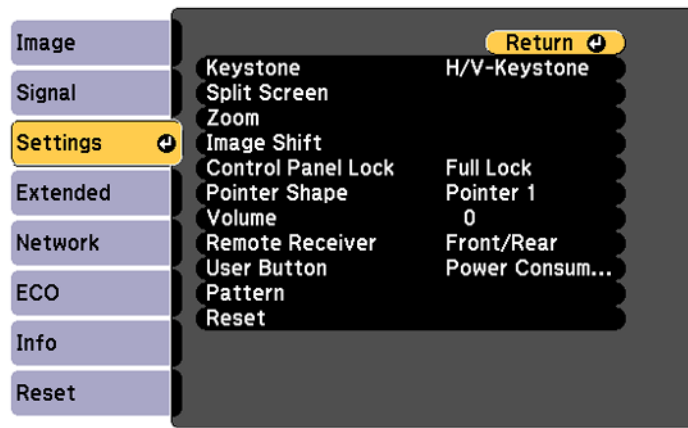 Image
Signal
Settings
Extended
Network
ECO
Info
Reset
Return
Keystone H/V-Keystone
Split Screen
Zoom
Image Shift
Control Panel Lock Full Lock
Pointer Shape Pointer 1
Volume 0
Remote Receiver Front/Rear
User Button Power Consum...
Pattern
Reset